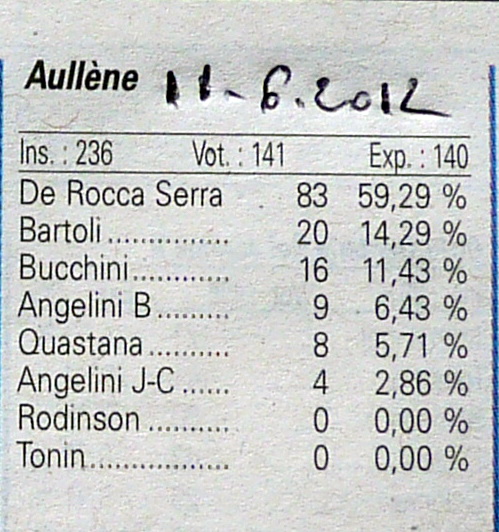 Aullène 11-6.2012
Ins. : 236 Vot. : 141 Exp. : 140
De Rocca Serra . 83 59,29 %
Bartoli ............... 20 14,29 %
Bucchini ............ 16 11,43 %
Angelini B ......... 9 6,43 %
Quastana .......... 8 5,71 %
Angelini J-C ...... 4 2,86 %
Rodinson .......... 0 0,00 %
Tonin ................. 0 0,00 %